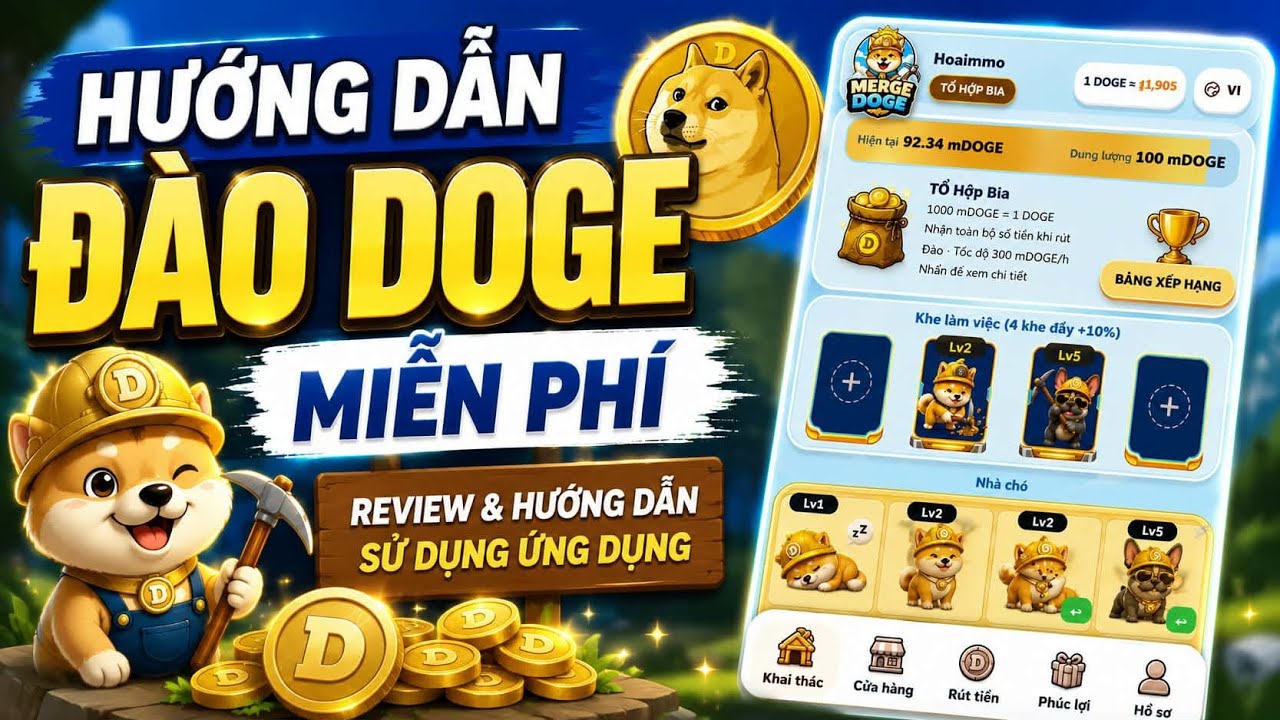 HƯỚNG DẪN
ĐÀO DOGE
MIỄN PHÍ
REVIEW & HƯỚNG DẪN
SỬ DỤNG ỨNG DỤNG
D
D
D
MERGE
DOGE
Hoaimmo
TỔ HỢP BIA
1 DOGE = ₫1,905
VI
Hiện tại 92.34 mDOGE
Dung lượng 100 mDOGE
TỔ Hợp Bia
1000 mDOGE = 1 DOGE
Nhận toàn bộ số tiền khi rút
Đào · Tốc độ 300 mDOGE/h
Nhấn để xem chi tiết
BẢNG XẾP HẠNG
Khe làm việc (4 khe đẩy +10%)
Lv2
Lv5
Nhà chó
Lv1
zZ
Lv2
Lv2
Lv5
Khai thác
Cửa hàng
Rút tiền
Phúc lợi
Hồ sơ